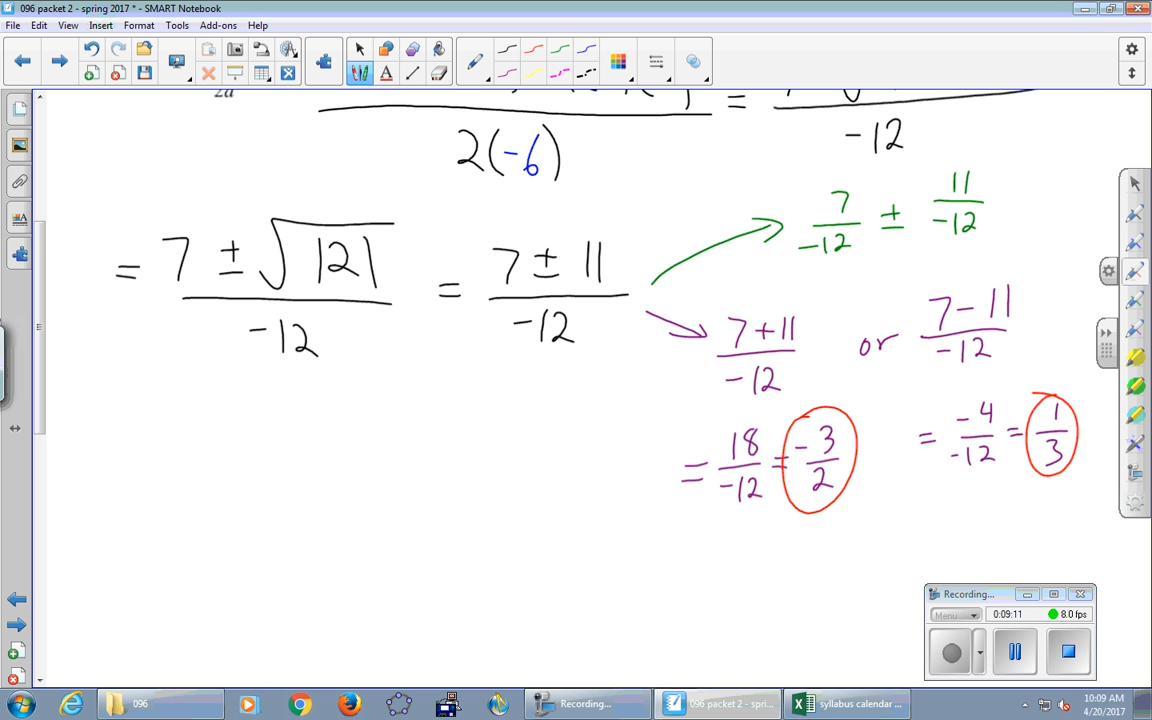 096 packet 2 - spring 2017 * - SMART Notebook
File Edit View Insert Format Tools Add-ons Help
2a
2(-6)
=
-12
= 7 ± √121 / -12 = 7 ± 11 / -12
7/-12 ± 11/-12
7+11/-12 or 7-11/-12
= 18/-12 = -3/2
= -4/-12 = 1/3
Recording...
Menu 0:09:11 8.0 fps
096 Recording... 096 packet 2 - spri... syllabus calendar ...
10:09 AM
4/20/2017